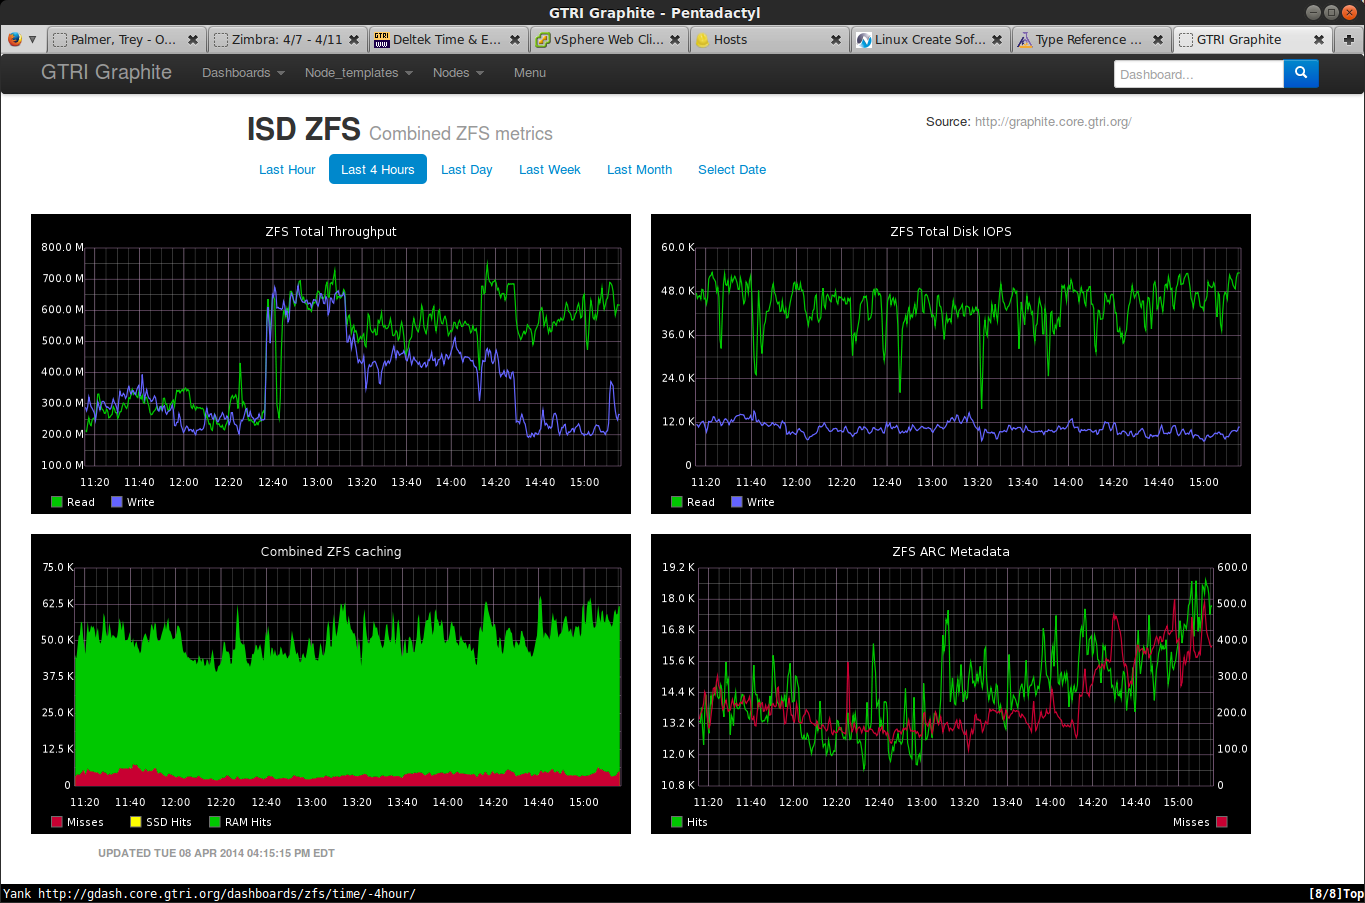 GTRI Graphite - Pentadactyl
Palmer, Trey - O... Zimbra: 4/7 - 4/11 Deltek Time & E... vSphere Web Cli... Hosts Linux Create Sof... Type Reference ... GTRI Graphite
GTRI Graphite Dashboards Node_templates Nodes Menu Dashboard...
ISD ZFS Combined ZFS metrics
Source: http://graphite.core.gtri.org/
Last Hour Last 4 Hours Last Day Last Week Last Month Select Date
ZFS Total Throughput
800.0 M
700.0 M
600.0 M
500.0 M
400.0 M
300.0 M
200.0 M
100.0 M
11:20 11:40 12:00 12:20 12:40 13:00 13:20 13:40 14:00 14:20 14:40 15:00
Read Write
ZFS Total Disk IOPS
60.0 K
48.0 K
36.0 K
24.0 K
12.0 K
0
11:20 11:40 12:00 12:20 12:40 13:00 13:20 13:40 14:00 14:20 14:40 15:00
Read Write
Combined ZFS caching
75.0 K
62.5 K
50.0 K
37.5 K
25.0 K
12.5 K
0
11:20 11:40 12:00 12:20 12:40 13:00 13:20 13:40 14:00 14:20 14:40 15:00
Misses SSD Hits RAM Hits
ZFS ARC Metadata
19.2 K 600.0
18.0 K 500.0
16.8 K 400.0
15.6 K 300.0
14.4 K 200.0
13.2 K 100.0
12.0 K 0
10.8 K
11:20 11:40 12:00 12:20 12:40 13:00 13:20 13:40 14:00 14:20 14:40 15:00
Hits Misses
UPDATED TUE 08 APR 2014 04:15:15 PM EDT
Yank http://gdash.core.gtri.org/dashboards/zfs/time/-4hour/ [8/8]Top